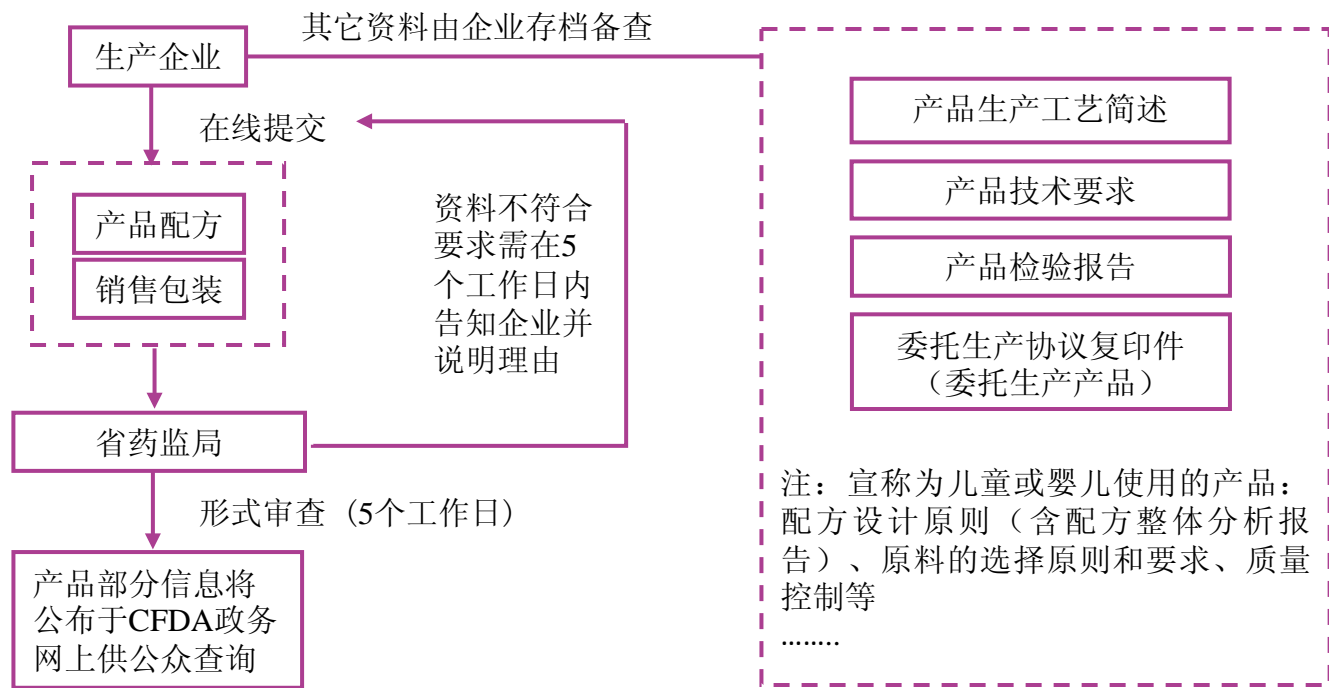 其它资料由企业存档备查
生产企业
在线提交
产品配方
销售包装
资料不符合
要求需在5
个工作日内
告知企业并
说明理由
省药监局
形式审查（5个工作日）
产品部分信息将
公布于CFDA政务
网上供公众查询
产品生产工艺简述
产品技术要求
产品检验报告
委托生产协议复印件
（委托生产产品）
注：宣称为儿童或婴儿使用的产品：
配方设计原则（含配方整体分析报
告）、原料的选择原则和要求、质量
控制等
........